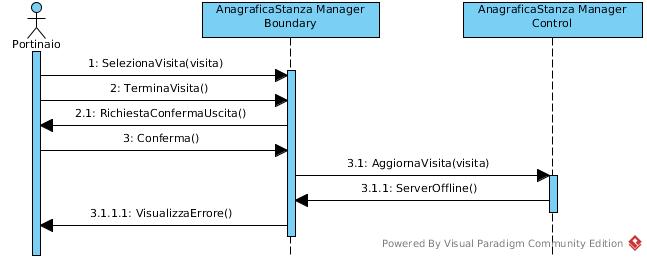 AnagraficaStanza Manager
Boundary
AnagraficaStanza Manager
Control
Portinaio
1: SelezionaVisita(visita)
2: TerminaVisita()
2.1: RichiestaConfermaUscita()
3: Conferma()
3.1: AggiornaVisita(visita)
3.1.1: ServerOffline()
3.1.1.1: VisualizzaErrore()
Powered By Visual Paradigm Community Edition